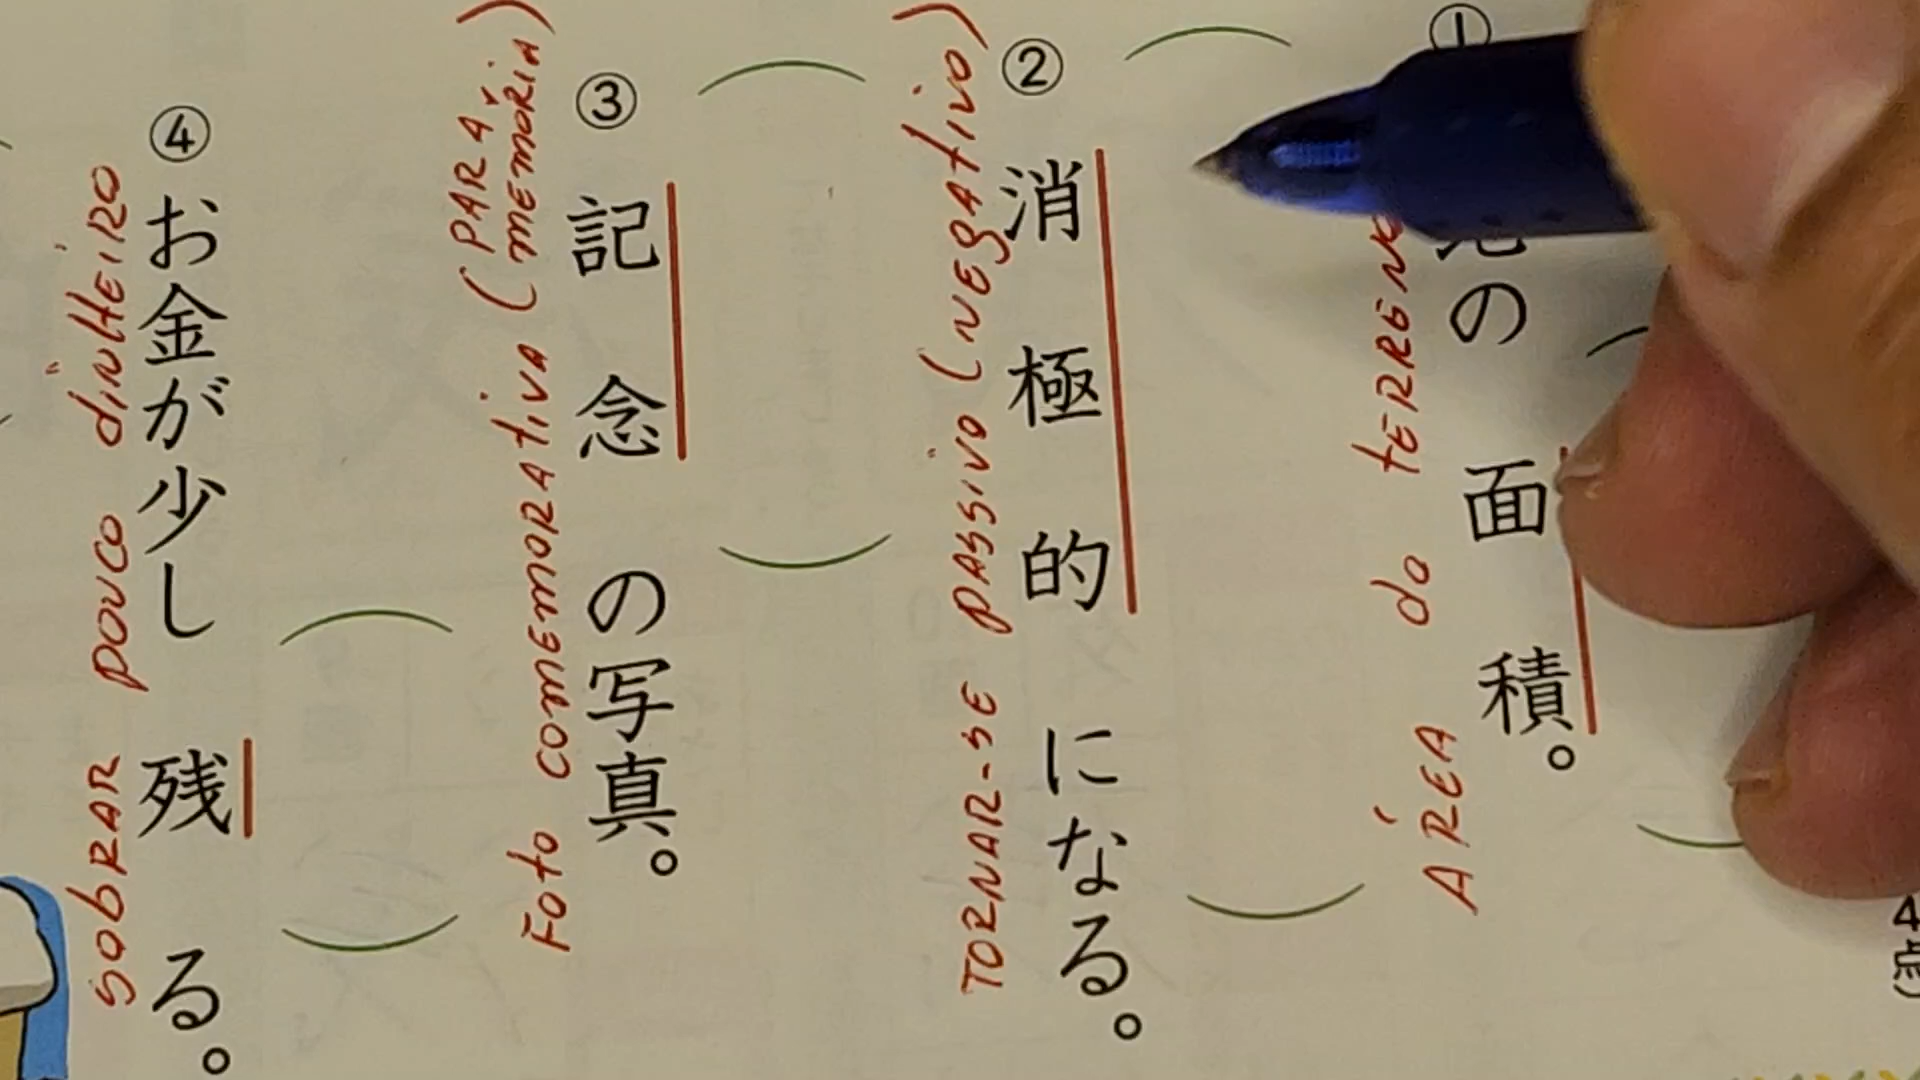 ①
の面積。
ÁREA do tERRENO
②
消極的になる。
TORNAR-SE PASSIVO (NEGAtIVO)
③
記念の写真。
Foto COMEMORAtIVA (PARA MEMÓRIA)
④
お金が少し残る。
SObRAR POUCO diNHEIRO
4点)